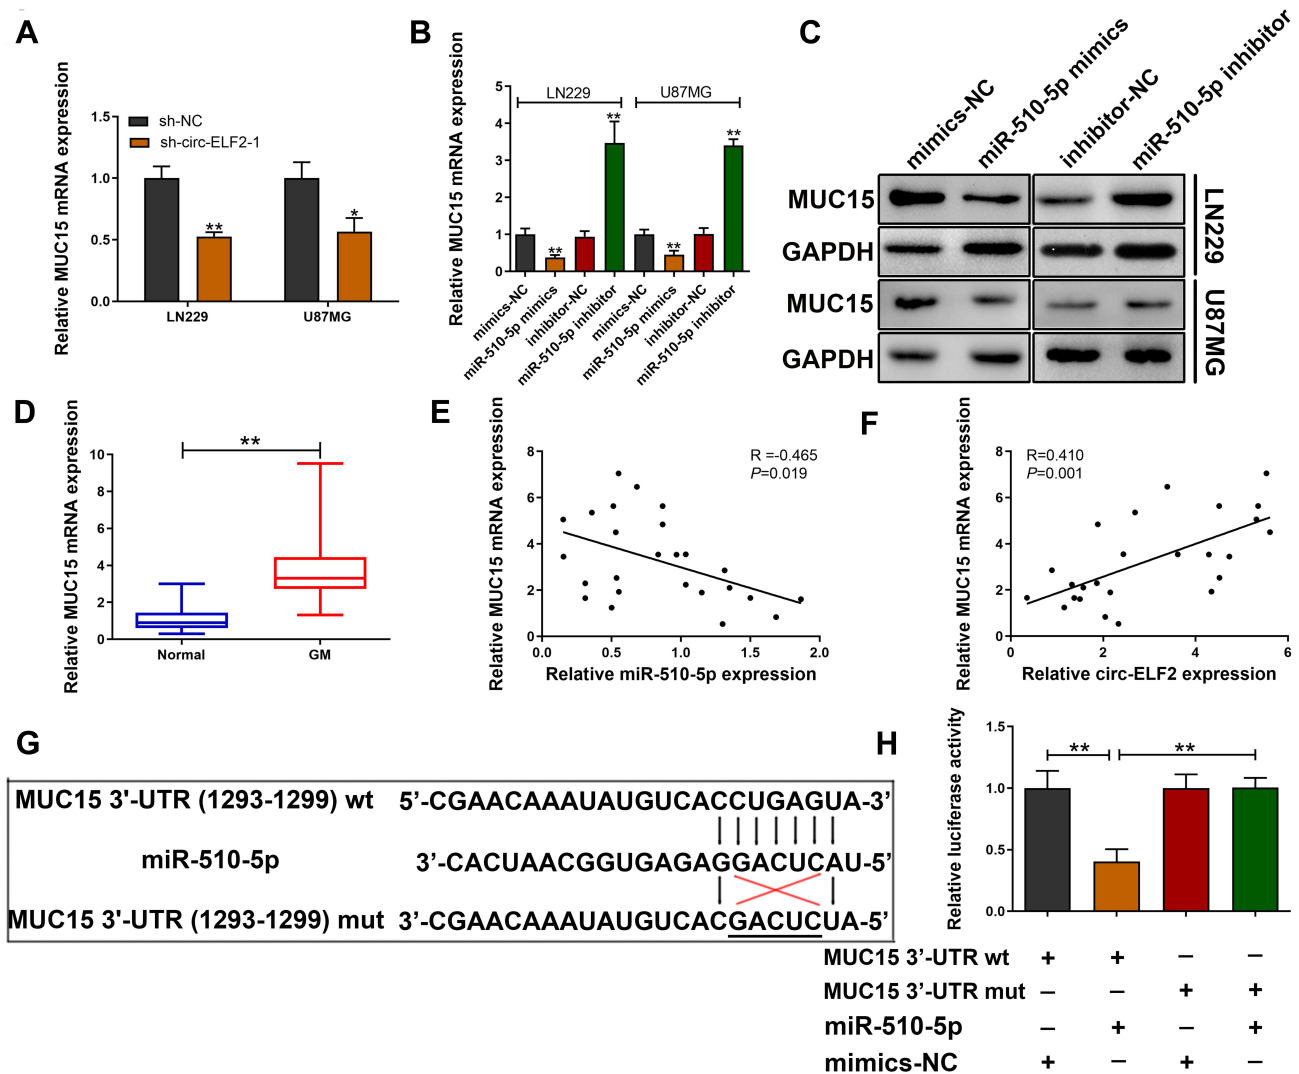 A
Relative MUC15 mRNA expression
1.5
1.0
0.5
0.0
sh-NC
sh-circ-ELF2-1
**
*
LN229
U87MG
B
Relative MUC15 mRNA expression
5
4
3
2
1
0
LN229
U87MG
**
**
**
**
mimics-NC
miR-510-5p mimics
inhibitor-NC
miR-510-5p inhibitor
mimics-NC
miR-510-5p mimics
inhibitor-NC
miR-510-5p inhibitor
C
mimics-NC
miR-510-5p mimics
inhibitor-NC
miR-510-5p inhibitor
MUC15
GAPDH
LN229
MUC15
GAPDH
U87MG
D
Relative MUC15 mRNA expression
10
8
6
4
2
0
**
Normal
GM
E
Relative MUC15 mRNA expression
8
6
4
2
0
R =-0.465
P=0.019
0.0 0.5 1.0 1.5 2.0
Relative miR-510-5p expression
F
Relative MUC15 mRNA expression
8
6
4
2
0
R=0.410
P=0.001
0 2 4 6
Relative circ-ELF2 expression
G
MUC15 3'-UTR (1293-1299) wt 5'-CGAACAAAUAUGUCACCUGAGUA-3'
miR-510-5p 3'-CACUAACGGUGAGAGGACUCAU-5'
MUC15 3'-UTR (1293-1299) mut 3'-CGAACAAAUAUGUCACGACUCUA-5'
H
Relative luciferase activity
1.5
1.0
0.5
0.0
**
**
MUC15 3'-UTR wt + + − −
MUC15 3'-UTR mut − − + +
miR-510-5p − + − +
mimics-NC + − + −